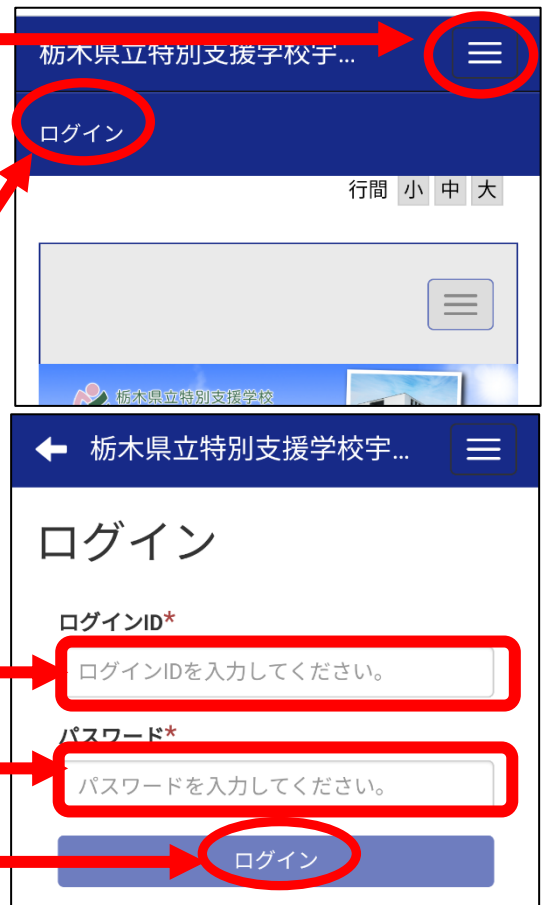 栃木県立特別支援学校宇...
ログイン
行間 小 中 大
栃木県立特別支援学校
栃木県立特別支援学校宇...
ログイン
ログインID*
ログインIDを入力してください。
パスワード*
パスワードを入力してください。
ログイン